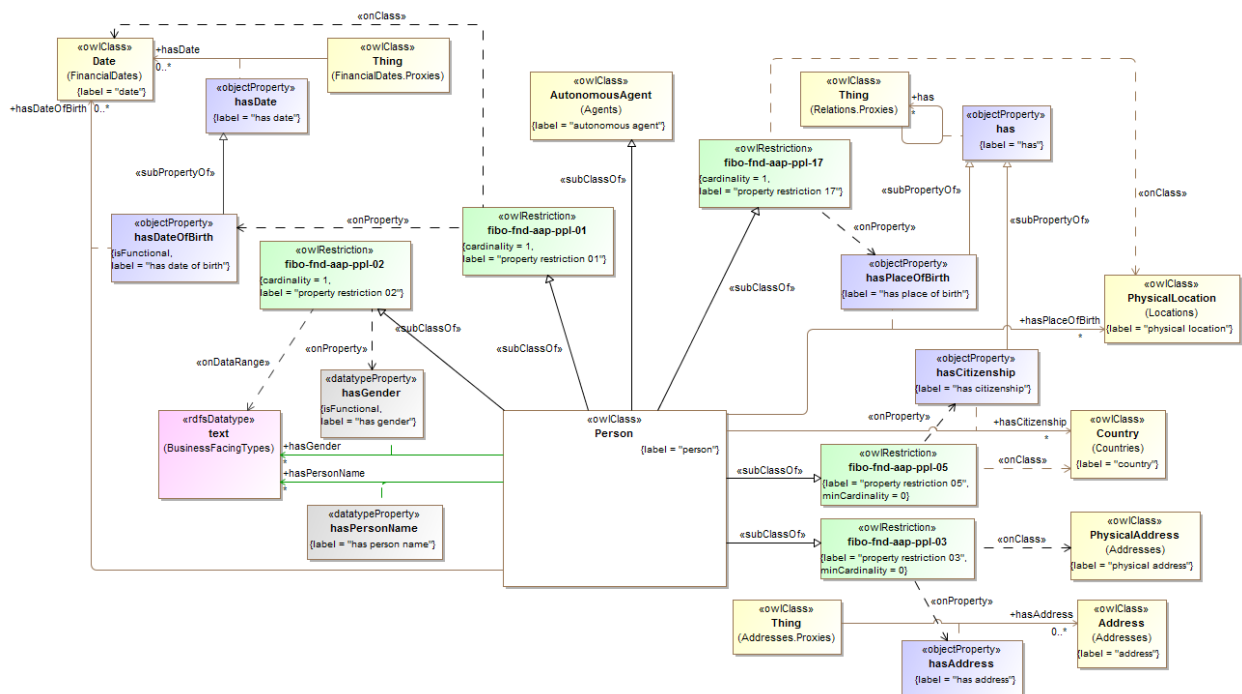 «onClass»
«owlClass»
Date
(FinancialDates)
{label = "date"}
+hasDate
0..*
«owlClass»
Thing
(FinancialDates.Proxies)
+hasDateOfBirth
0..*
«objectProperty»
hasDate
{label = "has date"}
«subPropertyOf»
«objectProperty»
hasDateOfBirth
{isFunctional,
label = "has date of birth"}
«onProperty»
«owlRestriction»
fibo-fnd-aap-ppl-01
{cardinality = 1,
label = "property restriction 01"}
«owlRestriction»
fibo-fnd-aap-ppl-02
{cardinality = 1,
label = "property restriction 02"}
«owlClass»
AutonomousAgent
(Agents)
{label = "autonomous agent"}
«subClassOf»
«owlClass»
Thing
(Relations.Proxies)
+has
*
«objectProperty»
has
{label = "has"}
«owlRestriction»
fibo-fnd-aap-ppl-17
{cardinality = 1,
label = "property restriction 17"}
«subPropertyOf»
«subPropertyOf»
«onClass»
«onProperty»
«objectProperty»
hasPlaceOfBirth
{label = "has place of birth"}
«subClassOf»
«owlClass»
PhysicalLocation
(Locations)
{label = "physical location"}
+hasPlaceOfBirth
*
«subClassOf»
«subClassOf»
«onDataRange»
«onProperty»
«datatypeProperty»
hasGender
{isFunctional,
label = "has gender"}
«rdfsDatatype»
text
(BusinessFacingTypes)
+hasGender
*
+hasPersonName
*
«datatypeProperty»
hasPersonName
{label = "has person name"}
«owlClass»
Person
{label = "person"}
«objectProperty»
hasCitizenship
{label = "has citizenship"}
«onProperty»
+hasCitizenship
*
«owlClass»
Country
(Countries)
{label = "country"}
«subClassOf»
«owlRestriction»
fibo-fnd-aap-ppl-05
{label = "property restriction 05",
minCardinality = 0}
«onClass»
«subClassOf»
«owlRestriction»
fibo-fnd-aap-ppl-03
{label = "property restriction 03",
minCardinality = 0}
«onClass»
«owlClass»
PhysicalAddress
(Addresses)
{label = "physical address"}
«onProperty»
«owlClass»
Thing
(Addresses.Proxies)
+hasAddress
0..*
«owlClass»
Address
(Addresses)
{label = "address"}
«objectProperty»
hasAddress
{label = "has address"}